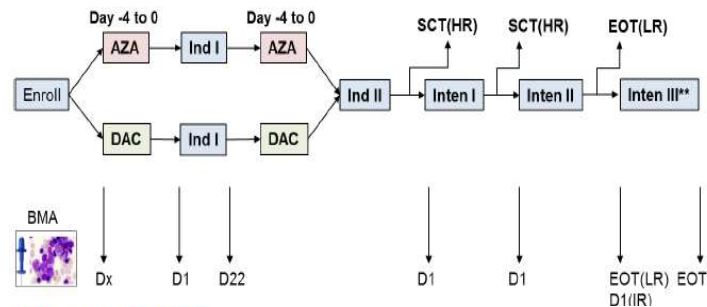 Day -4 to 0
Day -4 to 0
SCT(HR)
SCT(HR)
EOT(LR)
AZA
Ind I
AZA
Enroll
Ind II
Inten I
Inten II
Inten III**
DAC
Ind I
DAC
BMA
Dx
D1
D22
D1
D1
EOT(LR)
D1(IR)
EOT